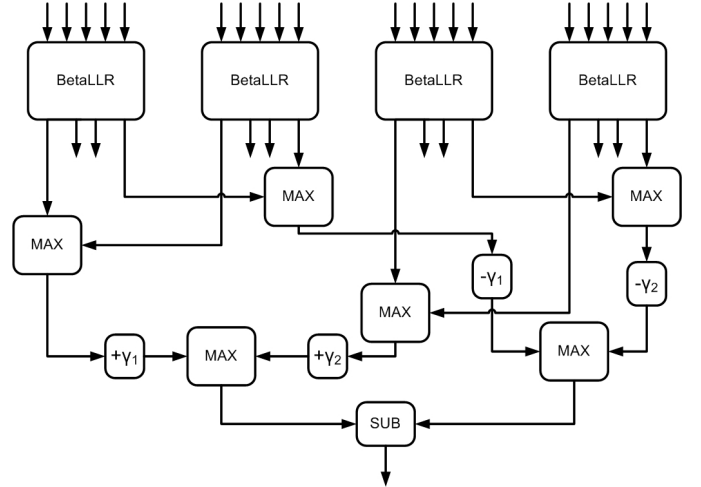 BetaLLR
BetaLLR
BetaLLR
BetaLLR
MAX
MAX
MAX
-γ1
-γ2
MAX
+γ1
MAX
+γ2
MAX
SUB